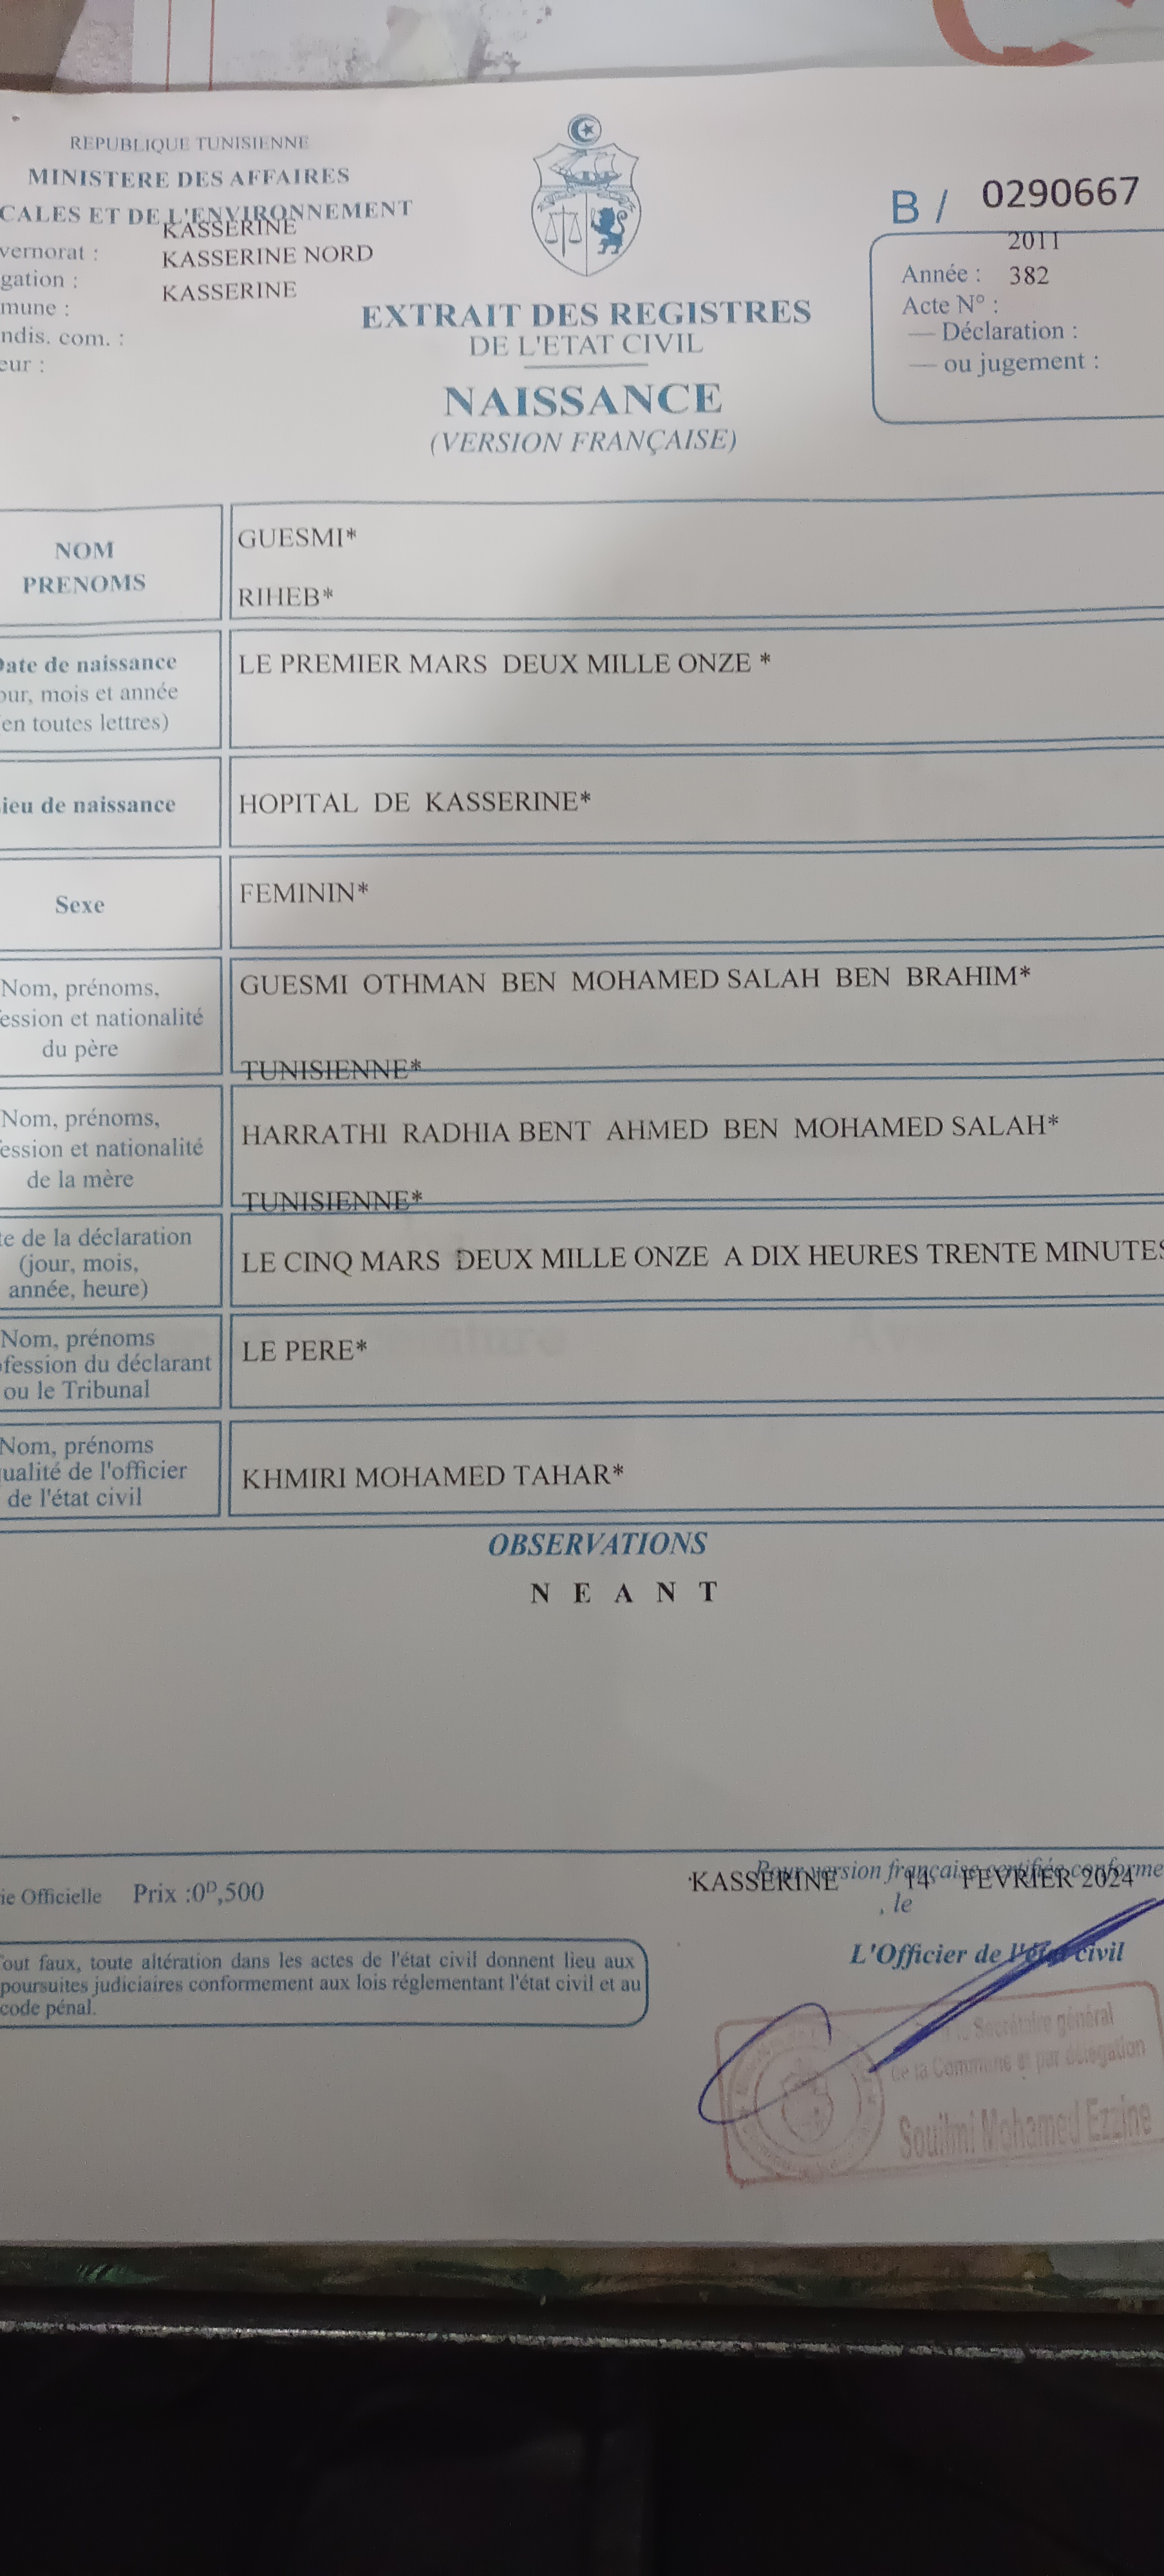 REPUBLIQUE TUNISIENNE
MINISTERE DES AFFAIRES
CALES ET DE L'ENVIRONNEMENT
vernorat : KASSERINE
gation : KASSERINE NORD
mune : KASSERINE
ndis. com. :
eur :
EXTRAIT DES REGISTRES
DE L'ETAT CIVIL
NAISSANCE
(VERSION FRANÇAISE)
B / 0290667
2011
Année : 382
Acte N° :
— Déclaration :
— ou jugement :
NOM
PRENOMS
GUESMI*
RIHEB*
Date de naissance
our, mois et année
en toutes lettres)
LE PREMIER MARS DEUX MILLE ONZE *
ieu de naissance
HOPITAL DE KASSERINE*
Sexe
FEMININ*
Nom, prénoms,
ession et nationalité
du père
GUESMI OTHMAN BEN MOHAMED SALAH BEN BRAHIM*
TUNISIENNE*
Nom, prénoms,
ession et nationalité
de la mère
HARRATHI RADHIA BENT AHMED BEN MOHAMED SALAH*
TUNISIENNE*
te de la déclaration
(jour, mois,
année, heure)
LE CINQ MARS DEUX MILLE ONZE A DIX HEURES TRENTE MINUTES
Nom, prénoms
ofession du déclarant
ou le Tribunal
LE PERE*
Nom, prénoms
ualité de l'officier
de l'état civil
KHMIRI MOHAMED TAHAR*
OBSERVATIONS
N E A N T
ie Officielle Prix :0ᴰ,500
Pour version française certifiée conforme
KASSERINE 14 FEVRIER 2024
, le
L'Officier de l'état civil
Tout faux, toute altération dans les actes de l'état civil donnent lieu aux
poursuites judiciaires conformement aux lois réglementant l'état civil et au
code pénal.
Secrétaire général
de la Commune et par délégation
Souilmi Mohamed Ezzine